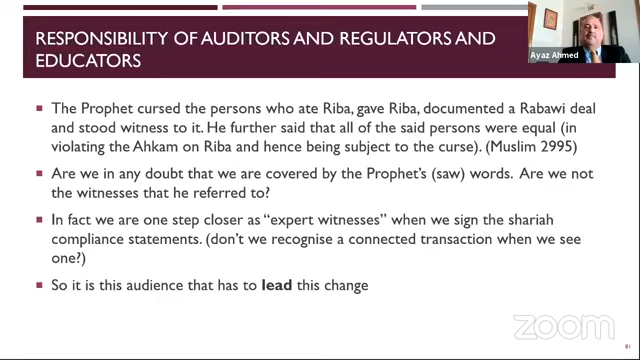 RESPONSIBILITY OF AUDITORS AND REGULATORS AND
EDUCATORS
Ayaz Ahmed
▪ The Prophet cursed the persons who ate Riba, gave Riba, documented a Rabawi deal
and stood witness to it. He further said that all of the said persons were equal (in
violating the Ahkam on Riba and hence being subject to the curse). (Muslim 2995)
▪ Are we in any doubt that we are covered by the Prophet's (saw) words. Are we not
the witnesses that he referred to?
▪ In fact we are one step closer as “expert witnesses” when we sign the shariah
compliance statements. (don't we recognise a connected transaction when we see
one?)
▪ So it is this audience that has to lead this change
zoom
81